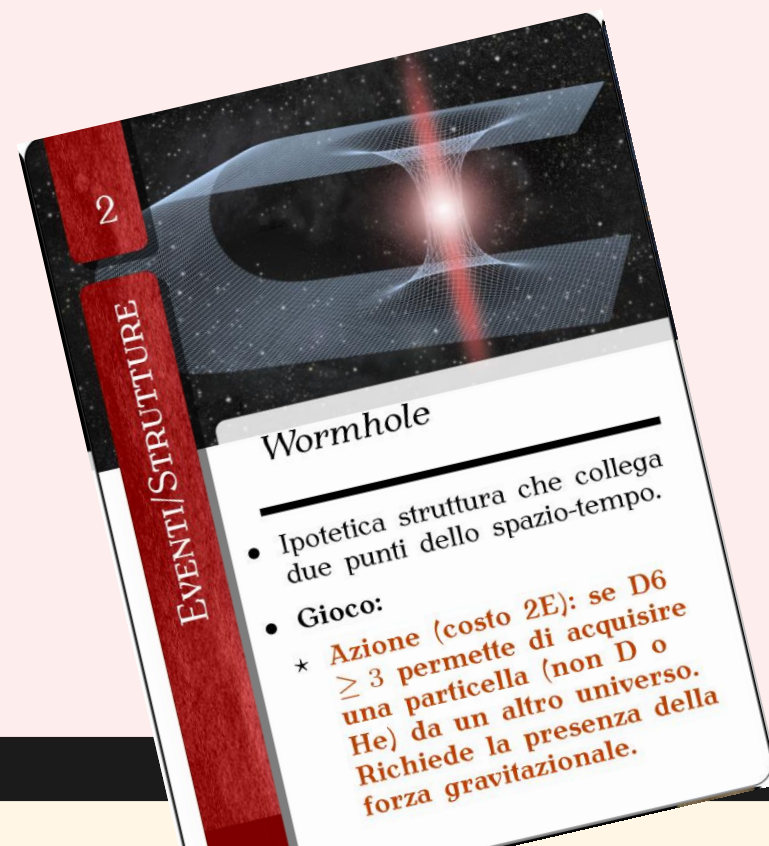 2
EVENTI/STRUTTURE
Wormhole
• Ipotetica struttura che collega
due punti dello spazio-tempo.
• Gioco:
⋆ Azione (costo 2E): se D6
≥ 3 permette di acquisire
una particella (non D o
He) da un altro universo.
Richiede la presenza della
forza gravitazionale.